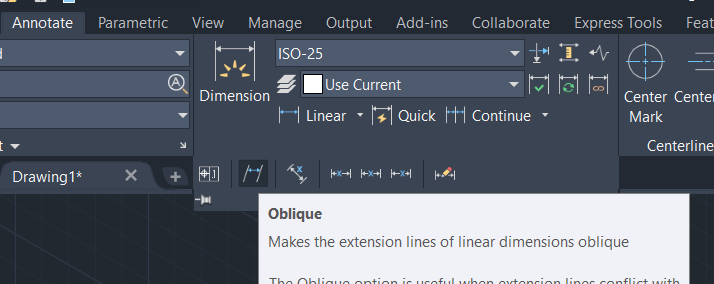 Annotate Parametric View Manage Output Add-ins Collaborate Express Tools Feat
ISO-25
Use Current
Dimension
Linear Quick Continue
Center Mark
Center
Centerline
Drawing1*
Oblique
Makes the extension lines of linear dimensions oblique
The Oblique option is useful when extension lines conflict with